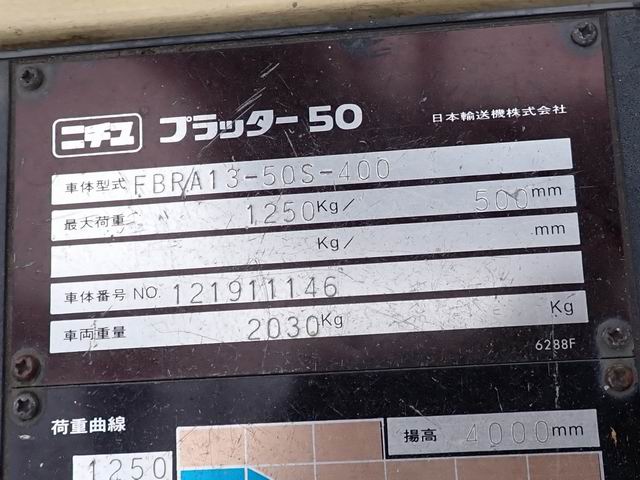 ニチユ プラッター50 日本輸送機株式会社
車体型式 FBRA13-50S-400
最大荷重 1250Kg/ 500mm
Kg/ mm
車体番号 NO. 121911146
車両重量 2030Kg Kg
6288F
荷重曲線
揚高 4000mm
1250